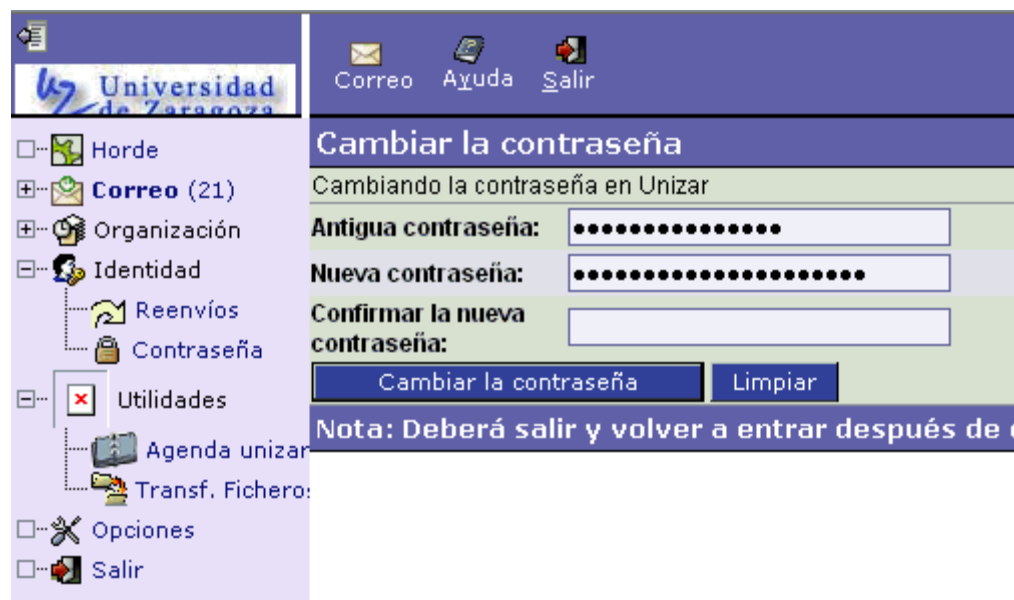 Universidad
de Zaragoza
Correo Ayuda Salir
Horde
Correo (21)
Organización
Identidad
Reenvíos
Contraseña
Utilidades
Agenda unizar
Transf. Ficheros
Opciones
Salir
Cambiar la contraseña
Cambiando la contraseña en Unizar
Antigua contraseña: •••••••••••••••
Nueva contraseña: •••••••••••••••••••••
Confirmar la nueva
contraseña:
Cambiar la contraseña Limpiar
Nota: Deberá salir y volver a entrar después de